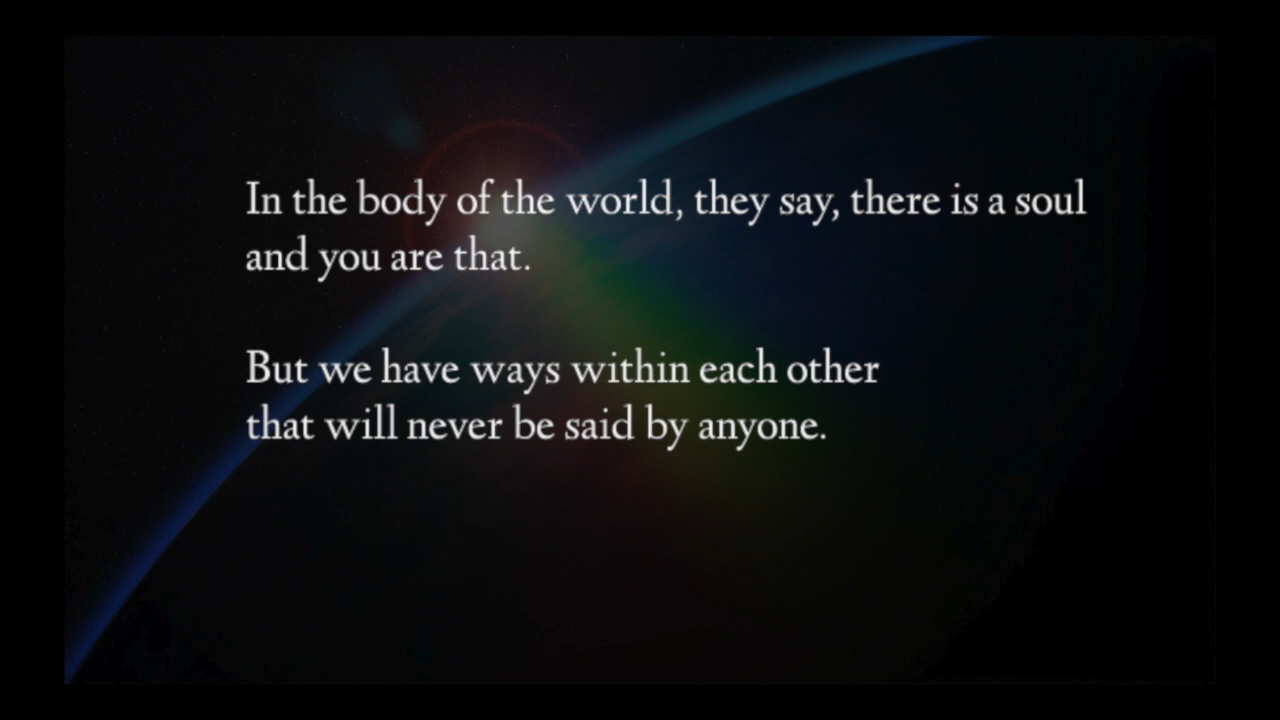 In the body of the world, they say, there is a soul
and you are that.
But we have ways within each other
that will never be said by anyone.